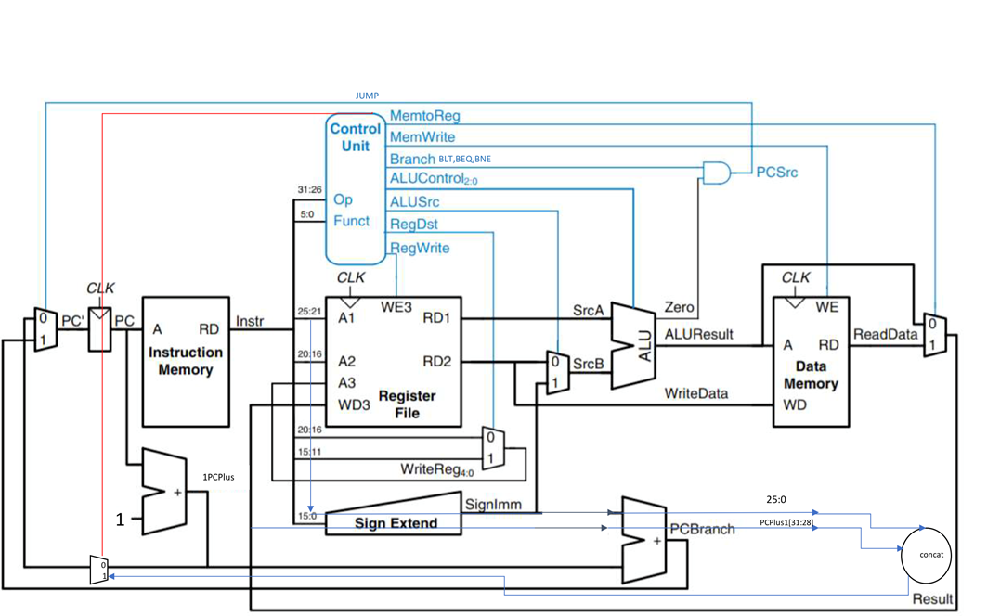 JUMP
Control
Unit
MemtoReg
MemWrite
Branch BLT,BEQ,BNE
ALUControl2:0
ALUSrc
RegDst
RegWrite
PCSrc
31:26
Op
5:0
Funct
CLK
CLK
CLK
0
1
PC'
PC
A RD
Instruction
Memory
Instr
25:21
A1
WE3
RD1
20:16
A2
RD2
A3
WD3
Register
File
20:16
15:11
0
1
WriteReg4:0
0
1
SrcA
SrcB
ALU
Zero
ALUResult
WriteData
WE
A RD
Data
Memory
WD
ReadData
0
1
1PCPlus
+
1
15:0
Sign Extend
SignImm
25:0
PCPlus1[31:28]
PCBranch
+
concat
0
1
Result